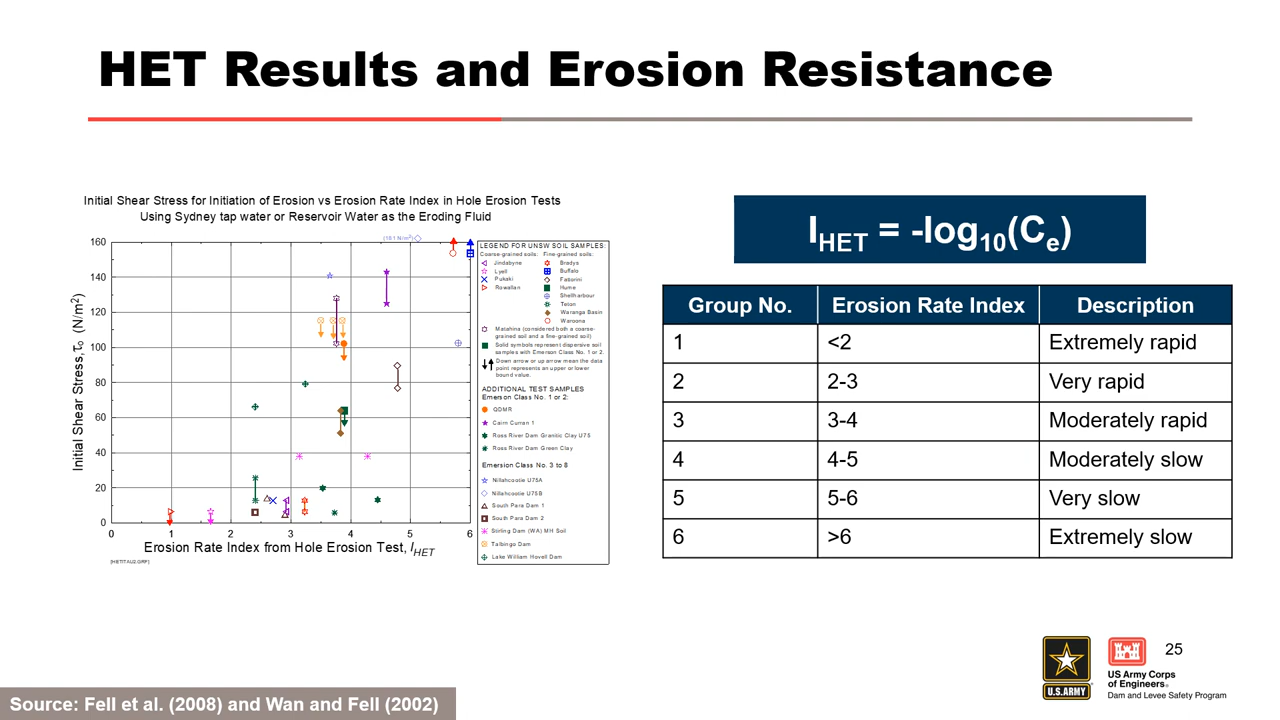 HET Results and Erosion Resistance
Initial Shear Stress for Initiation of Erosion vs Erosion Rate Index in Hole Erosion Tests
Using Sydney tap water or Reservoir Water as the Eroding Fluid
(181 N/m²)
160
140
120
100
80
60
40
20
0
Initial Shear Stress, τo (N/m²)
0 1 2 3 4 5 6
Erosion Rate Index from Hole Erosion Test, IHET
LEGEND FOR UNSW SOIL SAMPLES:
Coarse-grained soils: Fine-grained soils:
Jindabyne Bradys
Lyell Buffalo
Pukaki Fattorini
Rowallan Hume
Shellharbour
Teton
Waranga Basin
Waroona
Matahina (considered both a coarse-
grained soil and a fine-grained soil)
Solid symbols represent dispersive soil
samples with Emerson Class No. 1 or 2.
Down arrow or up arrow mean the data
point represents an upper or lower
bound value.
ADDITIONAL TEST SAMPLES
Emerson Class No. 1 or 2:
QDMR
Cairn Curran 1
Ross River Dam Granitic Clay U75
Ross River Dam Green Clay
Emersion Class No. 3 to 8
Nillahcootie U75A
Nillahcootie U75B
South Para Dam 1
South Para Dam 2
Stirling Dam (WA) MH Soil
Talbingo Dam
Lake William Hovell Dam
IHET = -log10(Ce)
Group No. Erosion Rate Index Description
1 <2 Extremely rapid
2 2-3 Very rapid
3 3-4 Moderately rapid
4 4-5 Moderately slow
5 5-6 Very slow
6 >6 Extremely slow
25
U.S. ARMY
US Army Corps
of Engineers®
Dam and Levee Safety Program
Source: Fell et al. (2008) and Wan and Fell (2002)